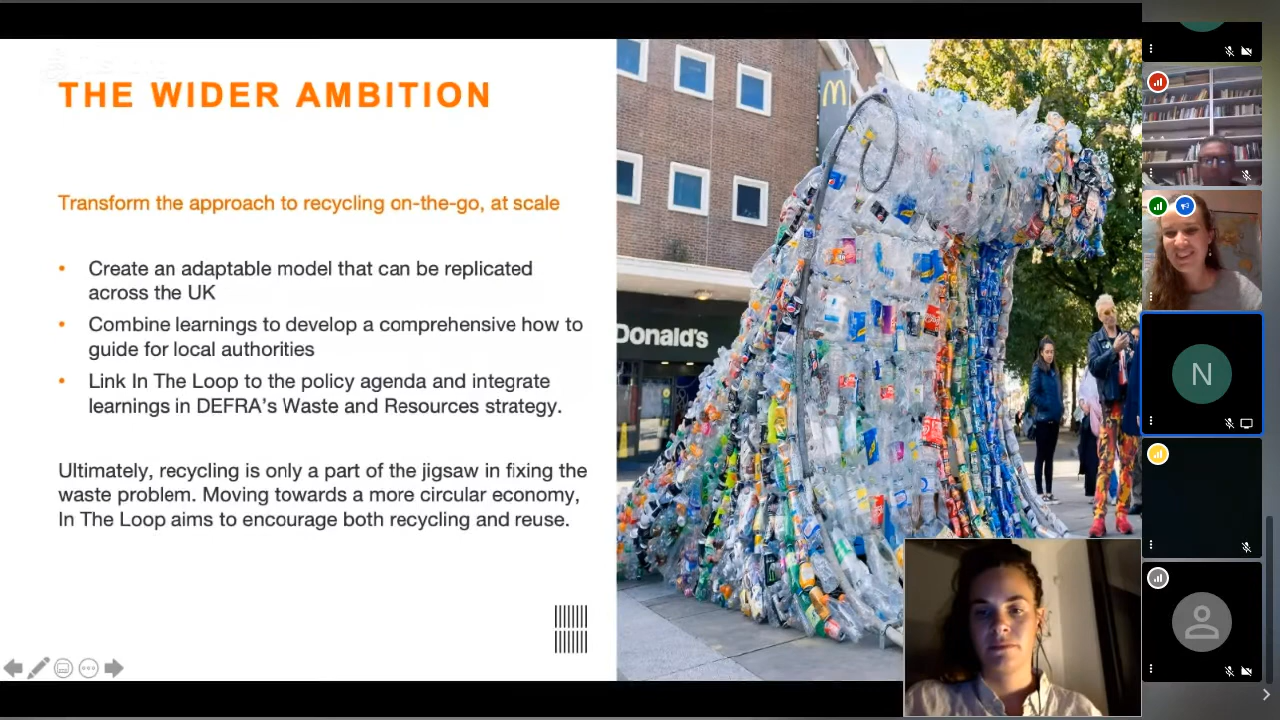 THE WIDER AMBITION
Transform the approach to recycling on-the-go, at scale
• Create an adaptable model that can be replicated
across the UK
• Combine learnings to develop a comprehensive how to
guide for local authorities
• Link In The Loop to the policy agenda and integrate
learnings in DEFRA's Waste and Resources strategy.
Ultimately, recycling is only a part of the jigsaw in fixing the
waste problem. Moving towards a more circular economy,
In The Loop aims to encourage both recycling and reuse.
Donald's
N